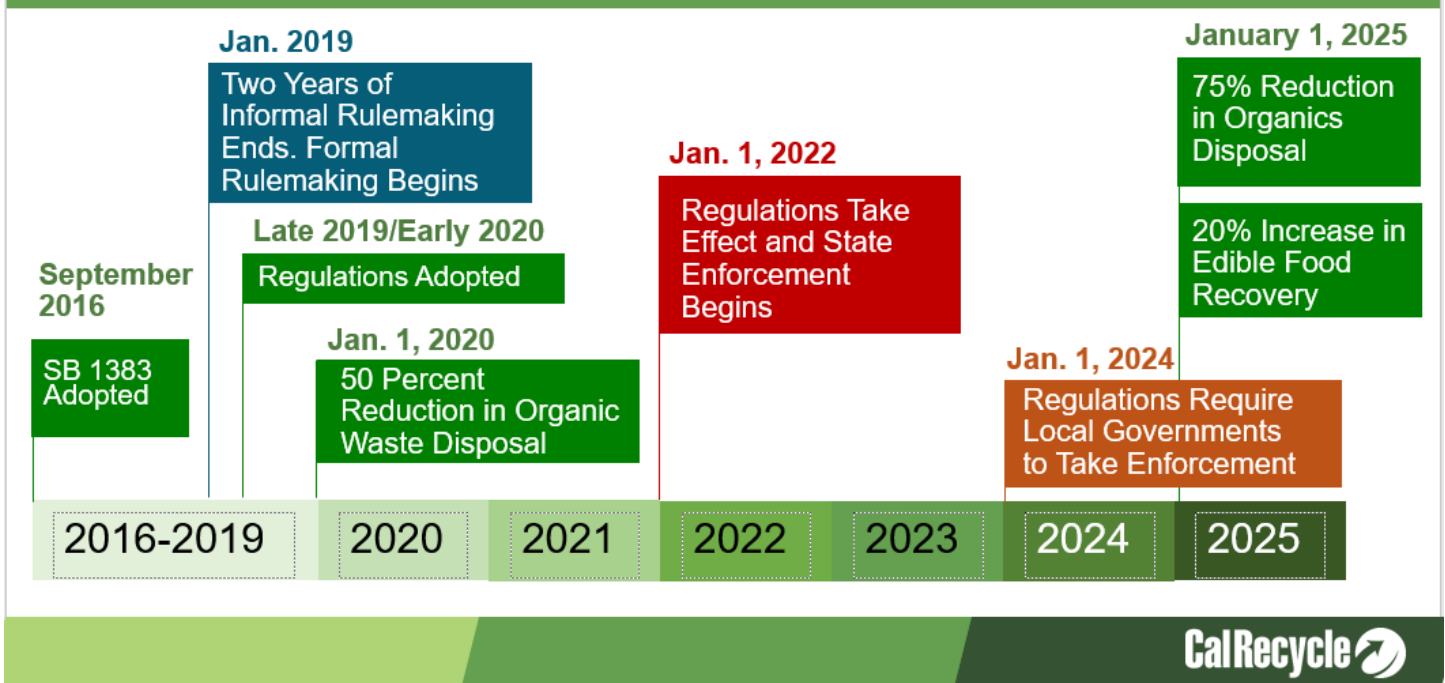 September
2016
SB 1383
Adopted
Jan. 2019
Two Years of
Informal Rulemaking
Ends. Formal
Rulemaking Begins
Late 2019/Early 2020
Regulations Adopted
Jan. 1, 2020
50 Percent
Reduction in Organic
Waste Disposal
Jan. 1, 2022
Regulations Take
Effect and State
Enforcement
Begins
Jan. 1, 2024
Regulations Require
Local Governments
to Take Enforcement
January 1, 2025
75% Reduction
in Organics
Disposal
20% Increase in
Edible Food
Recovery
2016-2019
2020
2021
2022
2023
2024
2025
CalRecycle